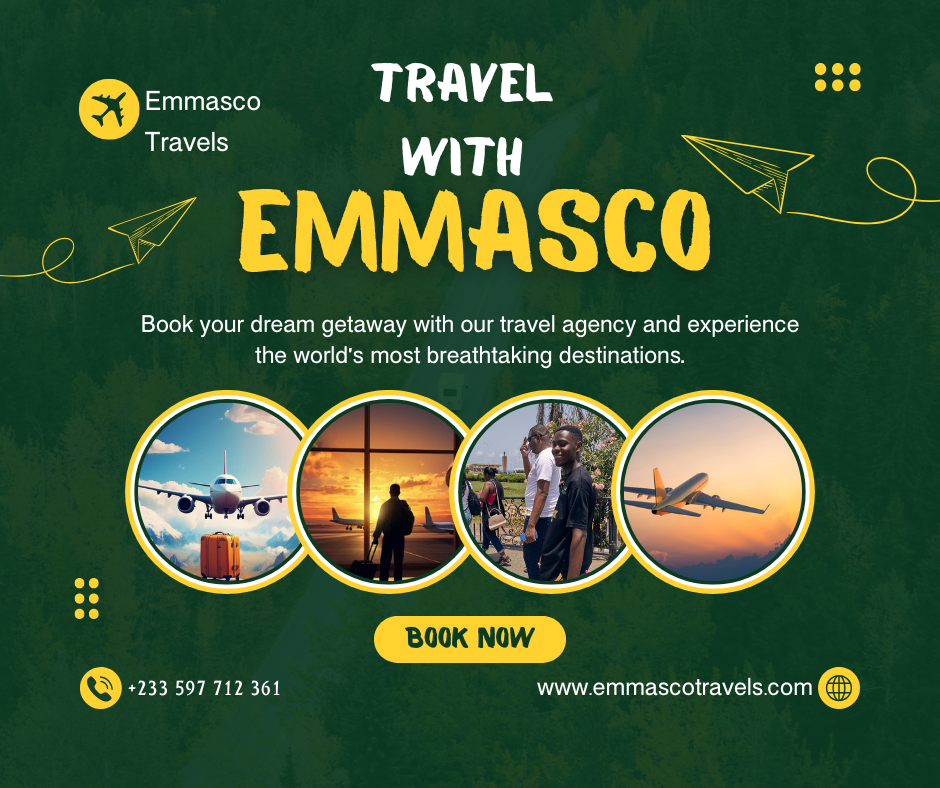 Emmasco
Travels
TRAVEL
WITH
EMMASCO
Book your dream getaway with our travel agency and experience
the world's most breathtaking destinations.
BOOK NOW
+233 597 712 361
www.emmascotravels.com